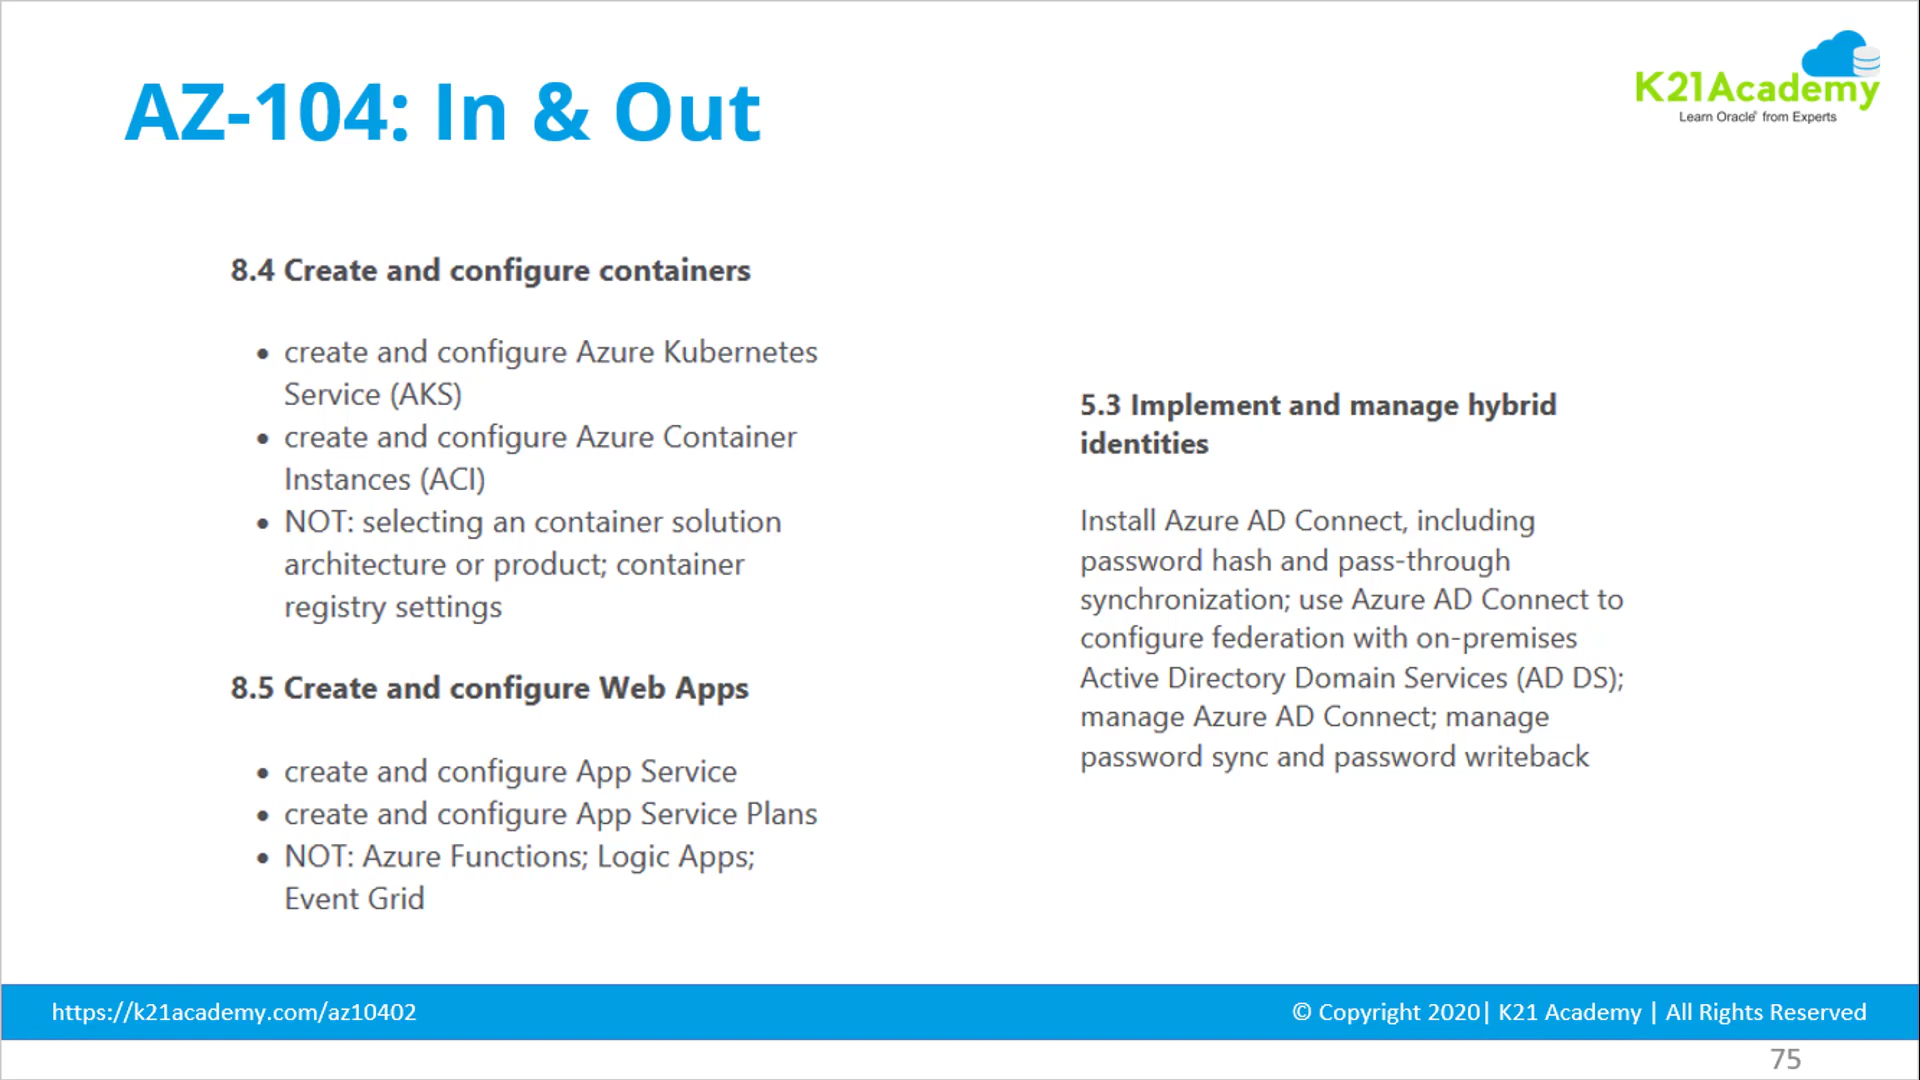 AZ-104: In & Out
K21Academy
Learn Oracle® from Experts
8.4 Create and configure containers
• create and configure Azure Kubernetes
Service (AKS)
• create and configure Azure Container
Instances (ACI)
• NOT: selecting an container solution
architecture or product; container
registry settings
8.5 Create and configure Web Apps
• create and configure App Service
• create and configure App Service Plans
• NOT: Azure Functions; Logic Apps;
Event Grid
5.3 Implement and manage hybrid
identities
Install Azure AD Connect, including
password hash and pass-through
synchronization; use Azure AD Connect to
configure federation with on-premises
Active Directory Domain Services (AD DS);
manage Azure AD Connect; manage
password sync and password writeback
https://k21academy.com/az10402
© Copyright 2020| K21 Academy | All Rights Reserved
75